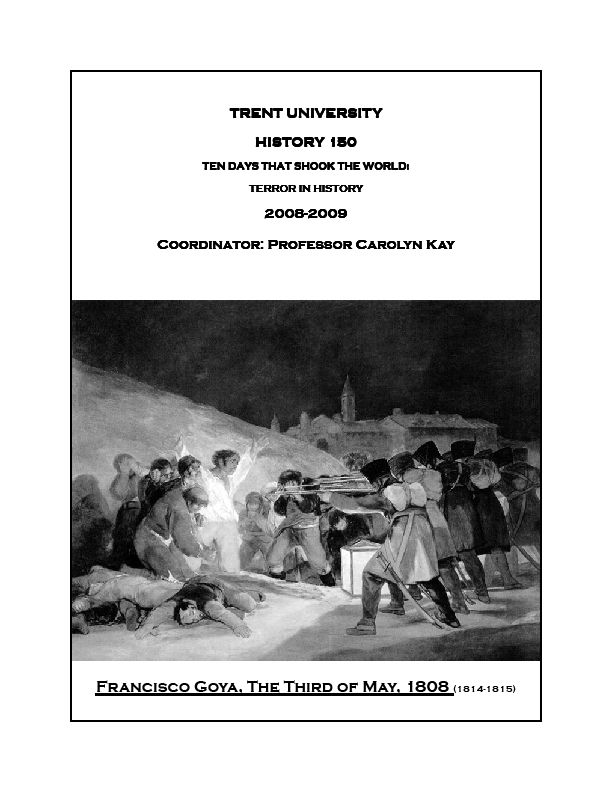 TRENT UNIVERSITY
HISTORY 150
TEN DAYS THAT SHOOK THE WORLD:
TERROR IN HISTORY
2008-2009
COORDINATOR: PROFESSOR CAROLYN KAY
FRANCISCO GOYA, THE THIRD OF MAY, 1808 (1814-1815)